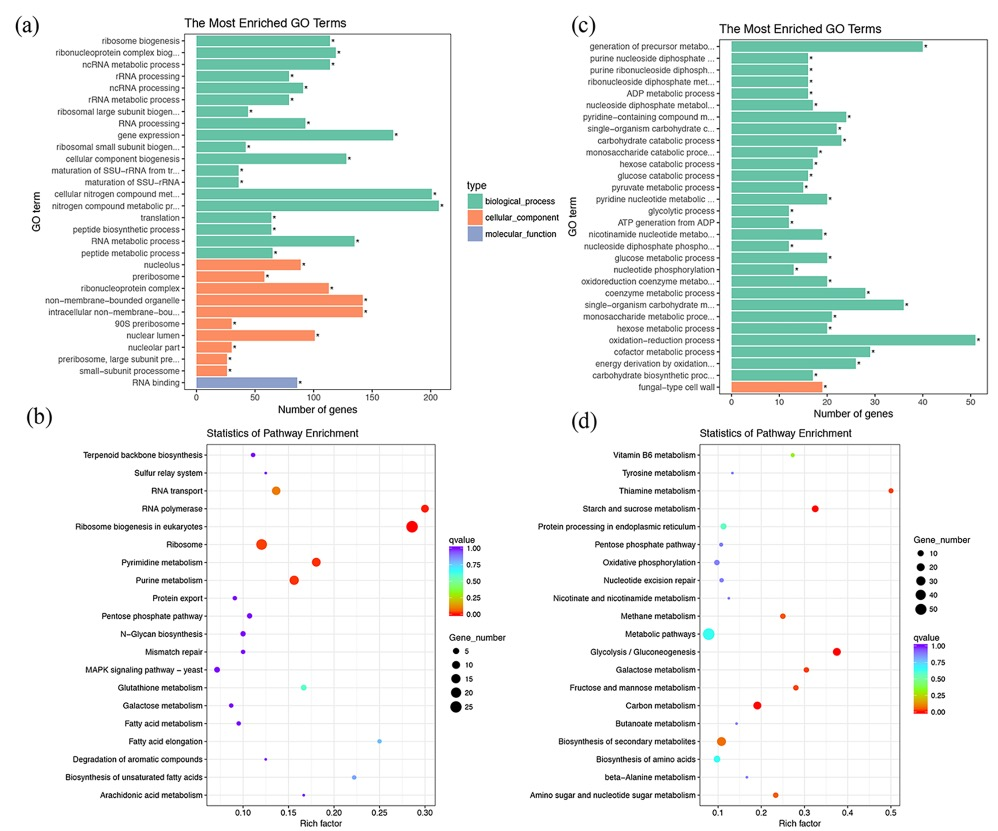 (a)
The Most Enriched GO Terms
GO term
ribosome biogenesis *
ribonucleoprotein complex biog... *
ncRNA metabolic process *
rRNA processing *
ncRNA processing *
rRNA metabolic process *
ribosomal large subunit biogen... *
RNA processing *
gene expression *
ribosomal small subunit biogen... *
cellular component biogenesis *
maturation of SSU−rRNA from tr... *
maturation of SSU−rRNA *
cellular nitrogen compound met... *
nitrogen compound metabolic pr... *
translation *
peptide biosynthetic process *
RNA metabolic process *
peptide metabolic process *
nucleolus *
preribosome *
ribonucleoprotein complex *
non−membrane−bounded organelle *
intracellular non−membrane−bou... *
90S preribosome *
nuclear lumen *
nucleolar part *
preribosome, large subunit pre... *
small−subunit processome *
RNA binding *
0 50 100 150 200
Number of genes
type
biological_process
cellular_component
molecular_function
(c)
The Most Enriched GO Terms
GO term
generation of precursor metabo... *
purine nucleoside diphosphate ... *
purine ribonucleoside diphosph... *
ribonucleoside diphosphate met... *
ADP metabolic process *
nucleoside diphosphate metabol... *
pyridine−containing compound m... *
single−organism carbohydrate c... *
carbohydrate catabolic process *
monosaccharide catabolic proce... *
hexose catabolic process *
glucose catabolic process *
pyruvate metabolic process *
pyridine nucleotide metabolic ... *
glycolytic process *
ATP generation from ADP *
nicotinamide nucleotide metabo... *
nucleoside diphosphate phospho... *
glucose metabolic process *
nucleotide phosphorylation *
oxidoreduction coenzyme metabo... *
coenzyme metabolic process *
single−organism carbohydrate m... *
monosaccharide metabolic proce... *
hexose metabolic process *
oxidation−reduction process *
cofactor metabolic process *
energy derivation by oxidation... *
carbohydrate biosynthetic proc... *
fungal−type cell wall *
0 10 20 30 40 50
Number of genes
(b)
Statistics of Pathway Enrichment
Terpenoid backbone biosynthesis
Sulfur relay system
RNA transport
RNA polymerase
Ribosome biogenesis in eukaryotes
Ribosome
Pyrimidine metabolism
Purine metabolism
Protein export
Pentose phosphate pathway
N−Glycan biosynthesis
Mismatch repair
MAPK signaling pathway − yeast
Glutathione metabolism
Galactose metabolism
Fatty acid metabolism
Fatty acid elongation
Degradation of aromatic compounds
Biosynthesis of unsaturated fatty acids
Arachidonic acid metabolism
0.10 0.15 0.20 0.25 0.30
Rich factor
qvalue
1.00
0.75
0.50
0.25
0.00
Gene_number
5
10
15
20
25
(d)
Statistics of Pathway Enrichment
Vitamin B6 metabolism
Tyrosine metabolism
Thiamine metabolism
Starch and sucrose metabolism
Protein processing in endoplasmic reticulum
Pentose phosphate pathway
Oxidative phosphorylation
Nucleotide excision repair
Nicotinate and nicotinamide metabolism
Methane metabolism
Metabolic pathways
Glycolysis / Gluconeogenesis
Galactose metabolism
Fructose and mannose metabolism
Carbon metabolism
Butanoate metabolism
Biosynthesis of secondary metabolites
Biosynthesis of amino acids
beta−Alanine metabolism
Amino sugar and nucleotide sugar metabolism
0.1 0.2 0.3 0.4 0.5
Rich factor
Gene_number
10
20
30
40
50
qvalue
1.00
0.75
0.50
0.25
0.00